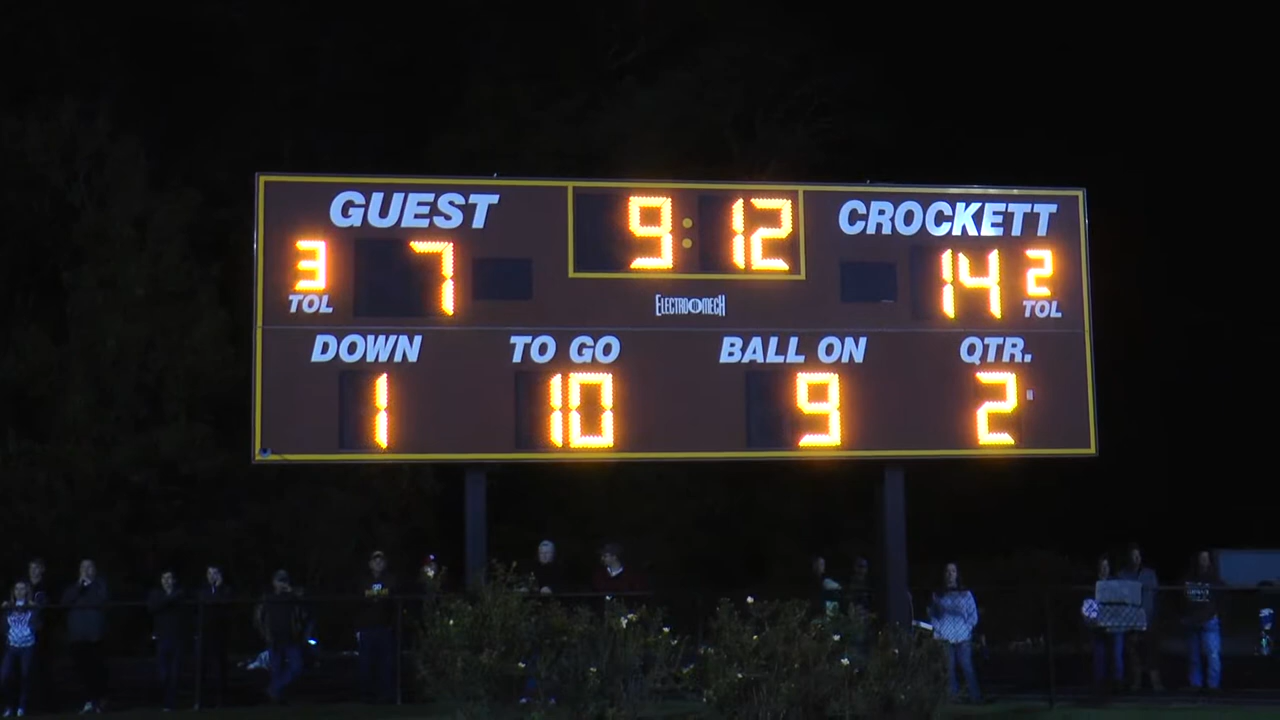 GUEST 9:12 CROCKETT
3 7 14 2
TOL ELECTRO MECH TOL
DOWN TO GO BALL ON QTR.
1 10 9 2